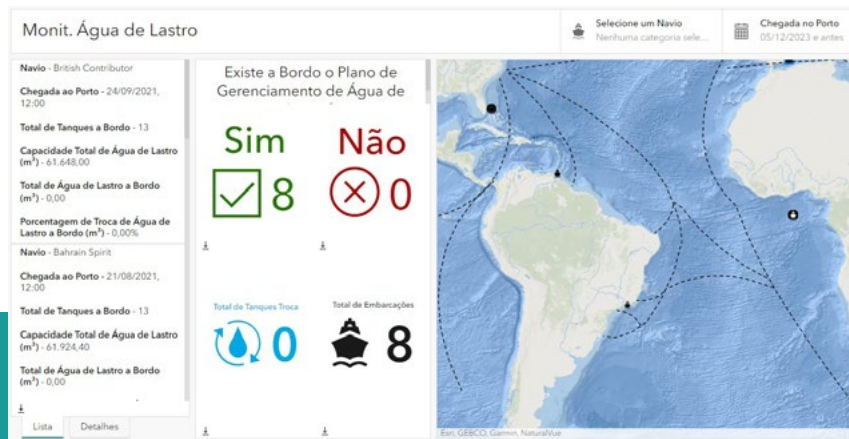 Monit. Água de Lastro
Selecione um Navio
Nenhuma categoria sele...
Chegada no Porto
05/12/2023 e antes
Navio - British Contributor
Chegada ao Porto - 24/09/2021,
12:00
Total de Tanques a Bordo - 13
Capacidade Total de Água de Lastro
(m³) - 61.648,00
Total de Água de Lastro a Bordo
(m³) - 0,00
Porcentagem de Troca de Água de
Lastro a Bordo (m³) - 0,00%
Navio - Bahrain Spirit
Chegada ao Porto - 21/08/2021,
12:00
Total de Tanques a Bordo - 13
Capacidade Total de Água de Lastro
(m³) - 61.924,40
Total de Água de Lastro a Bordo
(m³) - 0,00
Lista
Detalhes
Existe a Bordo o Plano de
Gerenciamento de Água de
Sim
8
Não
0
Total de Tanques Troca
0
Total de Embarcações
8
Esri, GEBCO, Garmin, NaturalVue